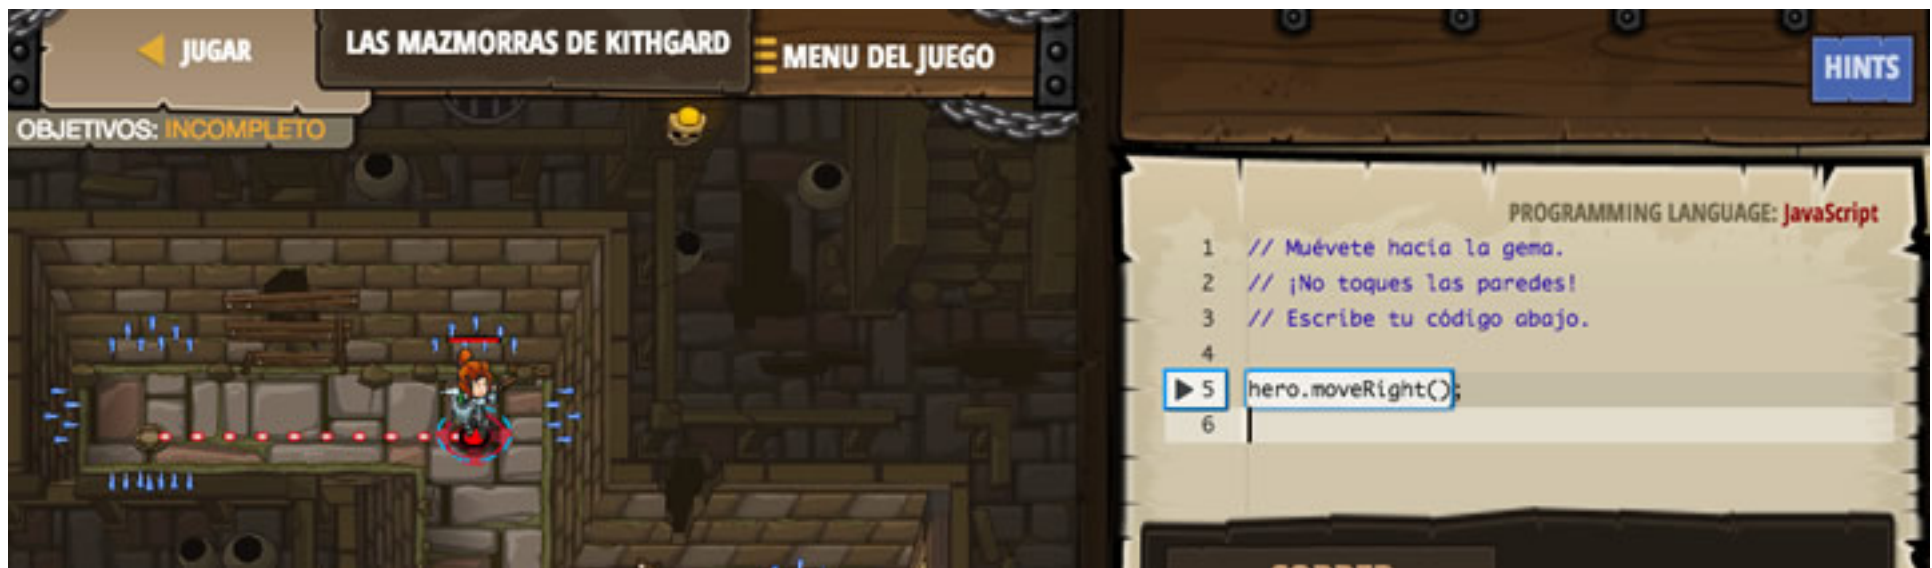 JUGAR
LAS MAZMORRAS DE KITHGARD
MENU DEL JUEGO
OBJETIVOS: INCOMPLETO
HINTS
PROGRAMMING LANGUAGE: JavaScript
1 // Muévete hacia la gema.
2 // ¡No toques las paredes!
3 // Escribe tu código abajo.
4
5 hero.moveRight();
6